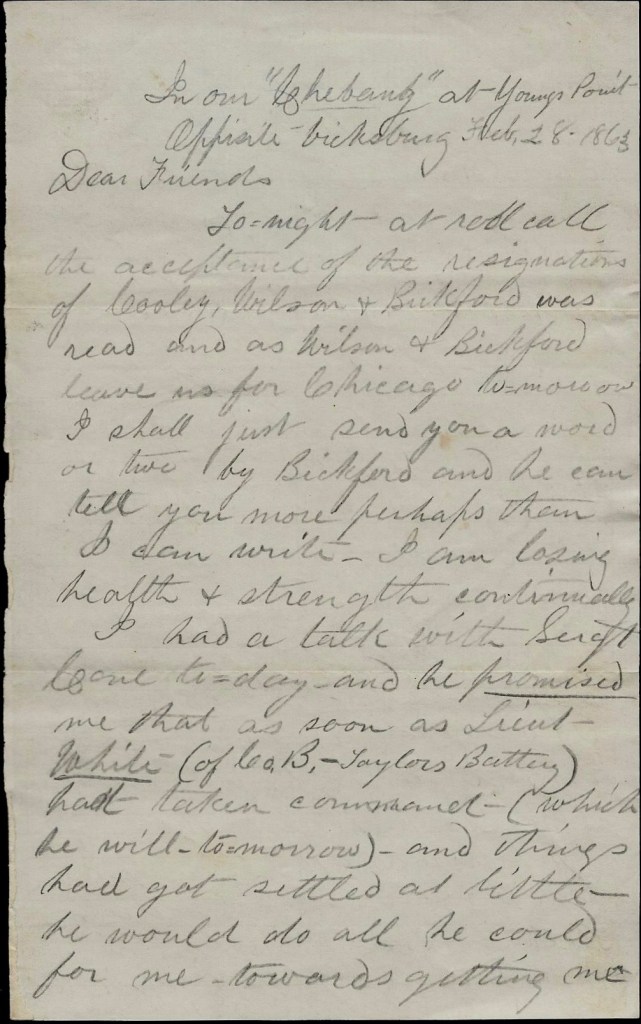 In our "Chebang" at Youngs Point
Opposite Vicksburg Feb, 28. 1863
Dear Friends
To=night at roll call
the acceptance of the resignations
of Cooley, Wilson & Bickford was
read and as Wilson & Bickford
leave us for Chicago to=morrow
I shall just send you a word
or two by Bickford and he can
tell you more perhaps than
I can write – I am losing
health & strength continually
I had a talk with Sergt
Cone to=day – and he promised
me that as soon as Lieut –
White (of Co. B, – Taylors Battery)
had taken command – (which
he will – to=morrow) – and things
had got settled a little –
he would do all he could
for me – towards getting me